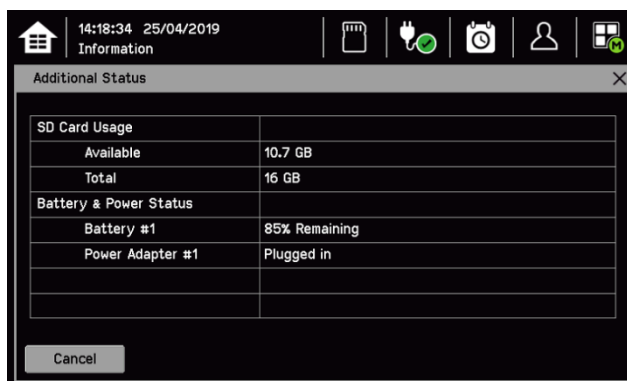 14:18:34 25/04/2019
Information
Additional Status
SD Card Usage
Available 10.7 GB
Total 16 GB
Battery & Power Status
Battery #1 85% Remaining
Power Adapter #1 Plugged in
Cancel